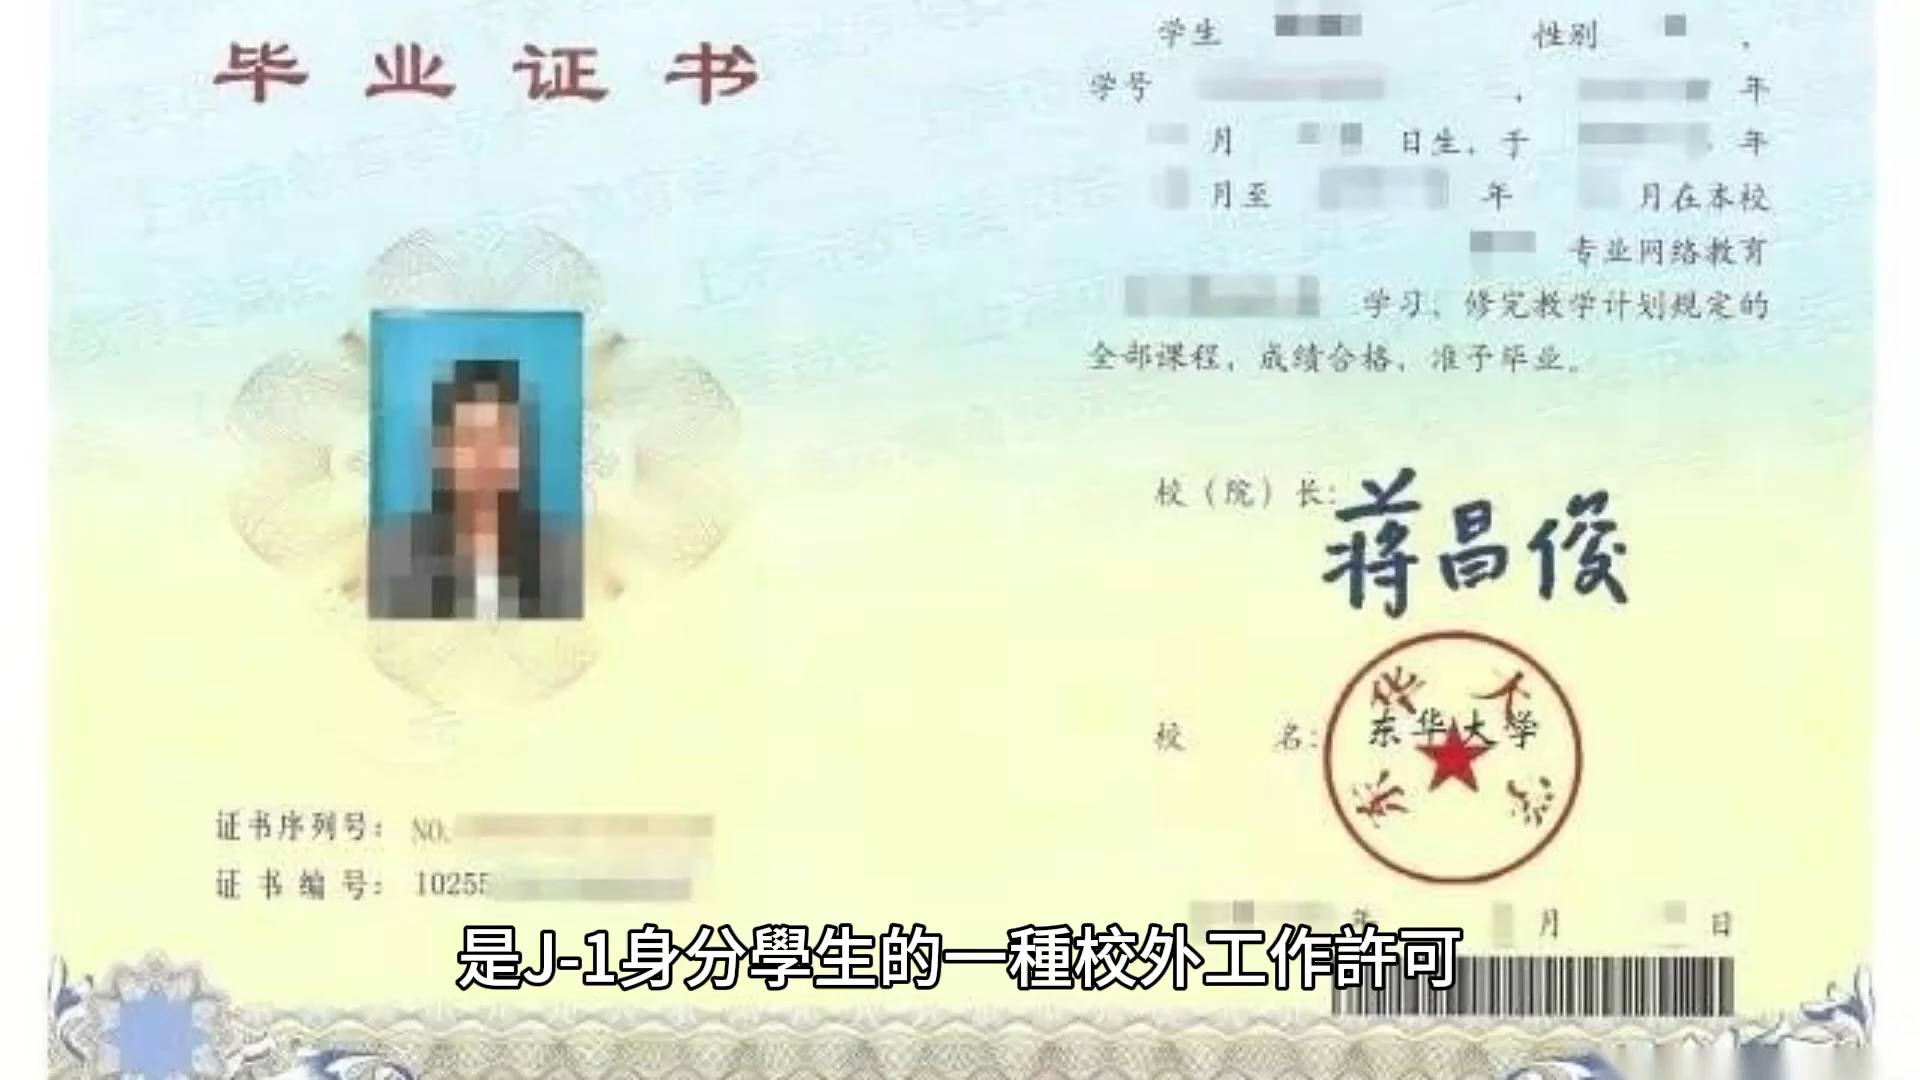 毕业证书
学生 性别 ，
学号 ， 年
月 日生，于 年
月至 年 月在本校
专业网络教育
学习，修完教学计划规定的
全部课程，成绩合格，准予毕业。
校（院）长：蒋昌俊
校 名：东华大学
证书序列号：NO.
证书编号：10255
年 月 日
是J-1身分學生的一種校外工作許可